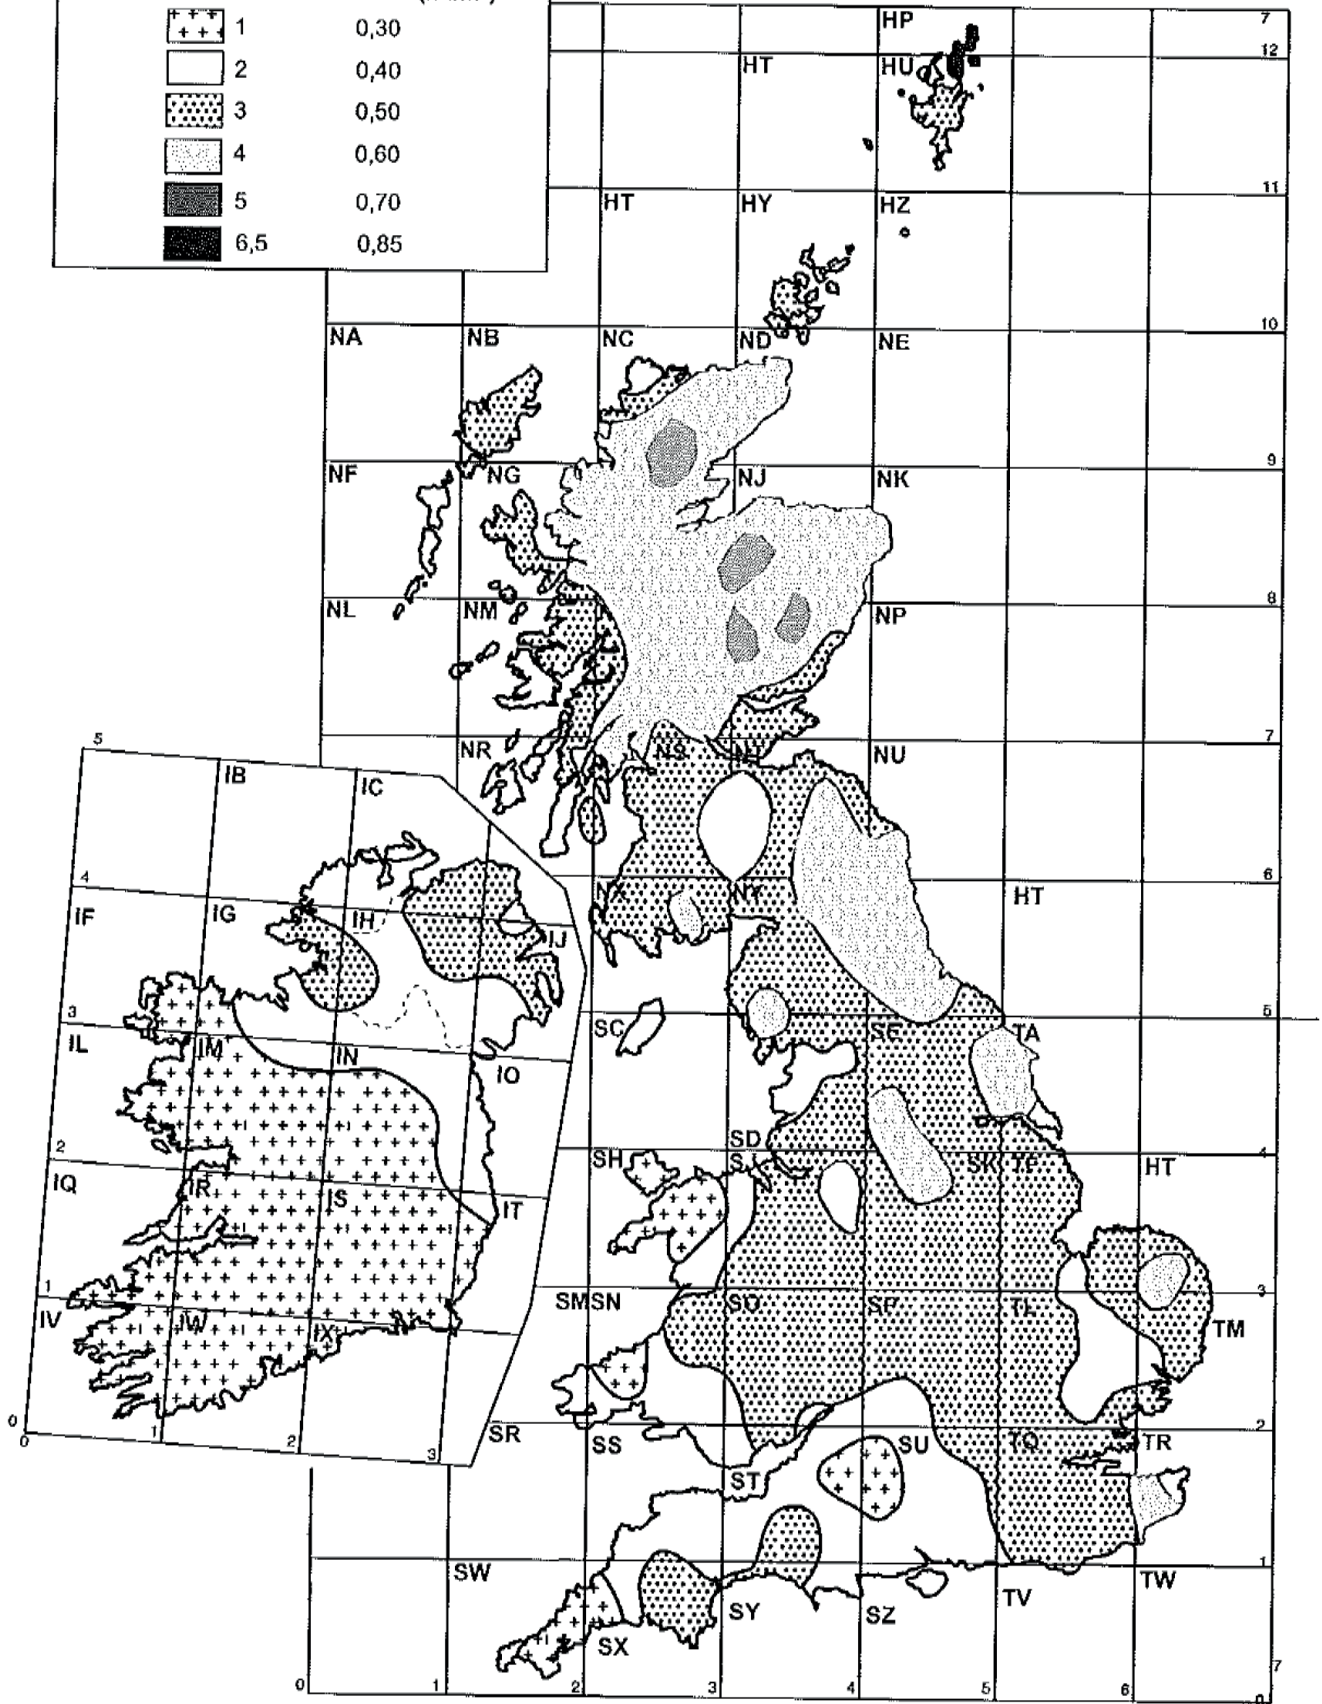 1 0,30
2 0,40
3 0,50
4 0,60
5 0,70
6,5 0,85
HP 7
HT HU 12
11
HT HY HZ
10
NA NB NC ND NE
9
NF NG NJ NK
8
NL NM NP
7
NR NS NH NU
5
IB IC
6
NX NY HT
4
IF IG IH IJ
5
3
SC SE TA
IL IM IN IO
SD 4
2
SH SJ SK TF HT
IQ IR IS IT
3
1
SM SN SO SP TL TM
IV IW IX
2
0
0 1 2 3
SR SS ST SU TQ TR
1
SW SX SY SZ TV TW
7
0 1 2 3 4 5 6 0